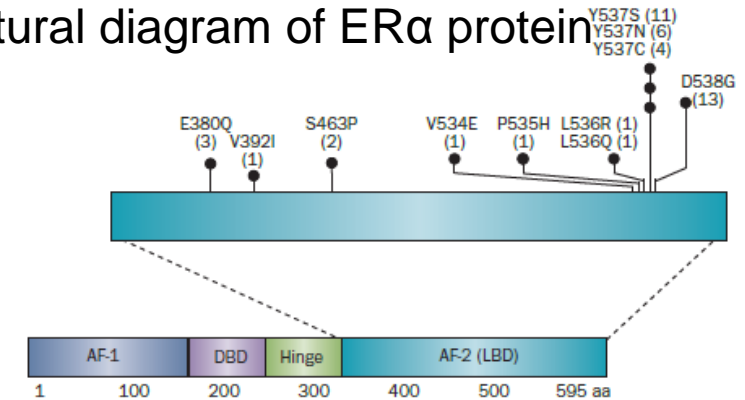 tural diagram of ERα protein
Y537S (11)
Y537N (6)
Y537C (4)
D538G
(13)
E380Q
(3)
V392I
(1)
S463P
(2)
V534E
(1)
P535H
(1)
L536R (1)
L536Q (1)
AF-1
DBD
Hinge
AF-2 (LBD)
1 100 200 300 400 500 595 aa